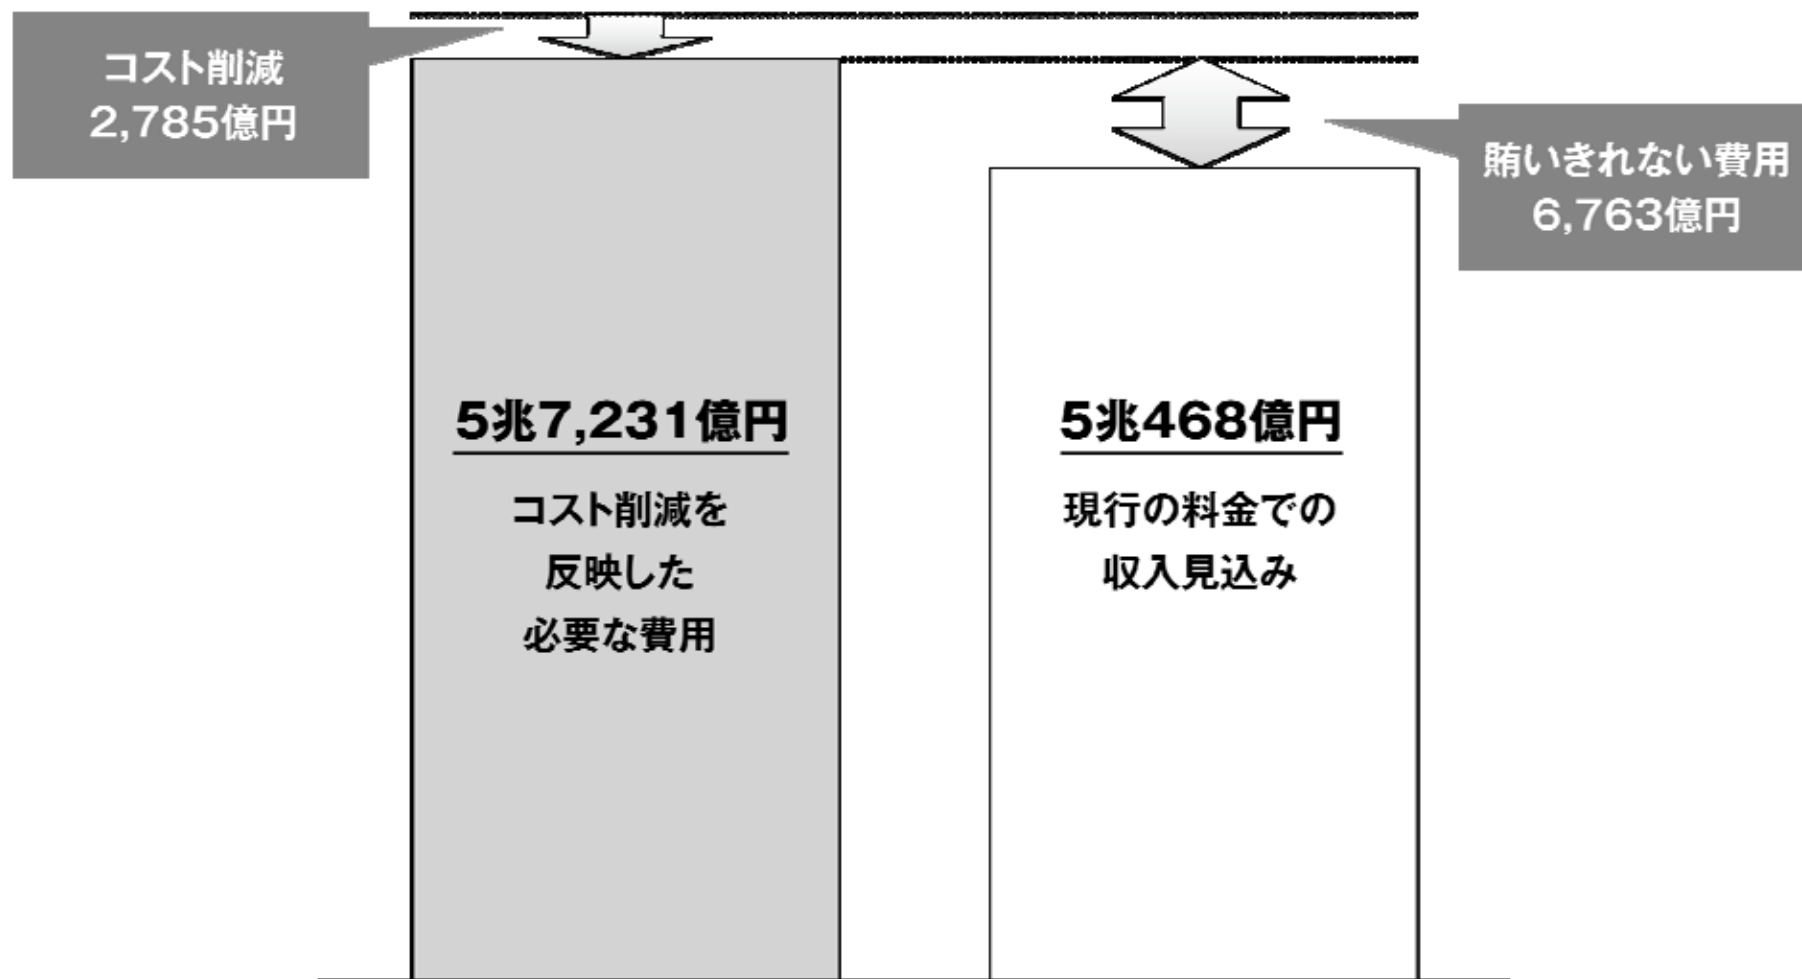 コスト削減
2,785億円
賄いきれない費用
6,763億円
5兆7,231億円
コスト削減を
反映した
必要な費用
5兆468億円
現行の料金での
収入見込み